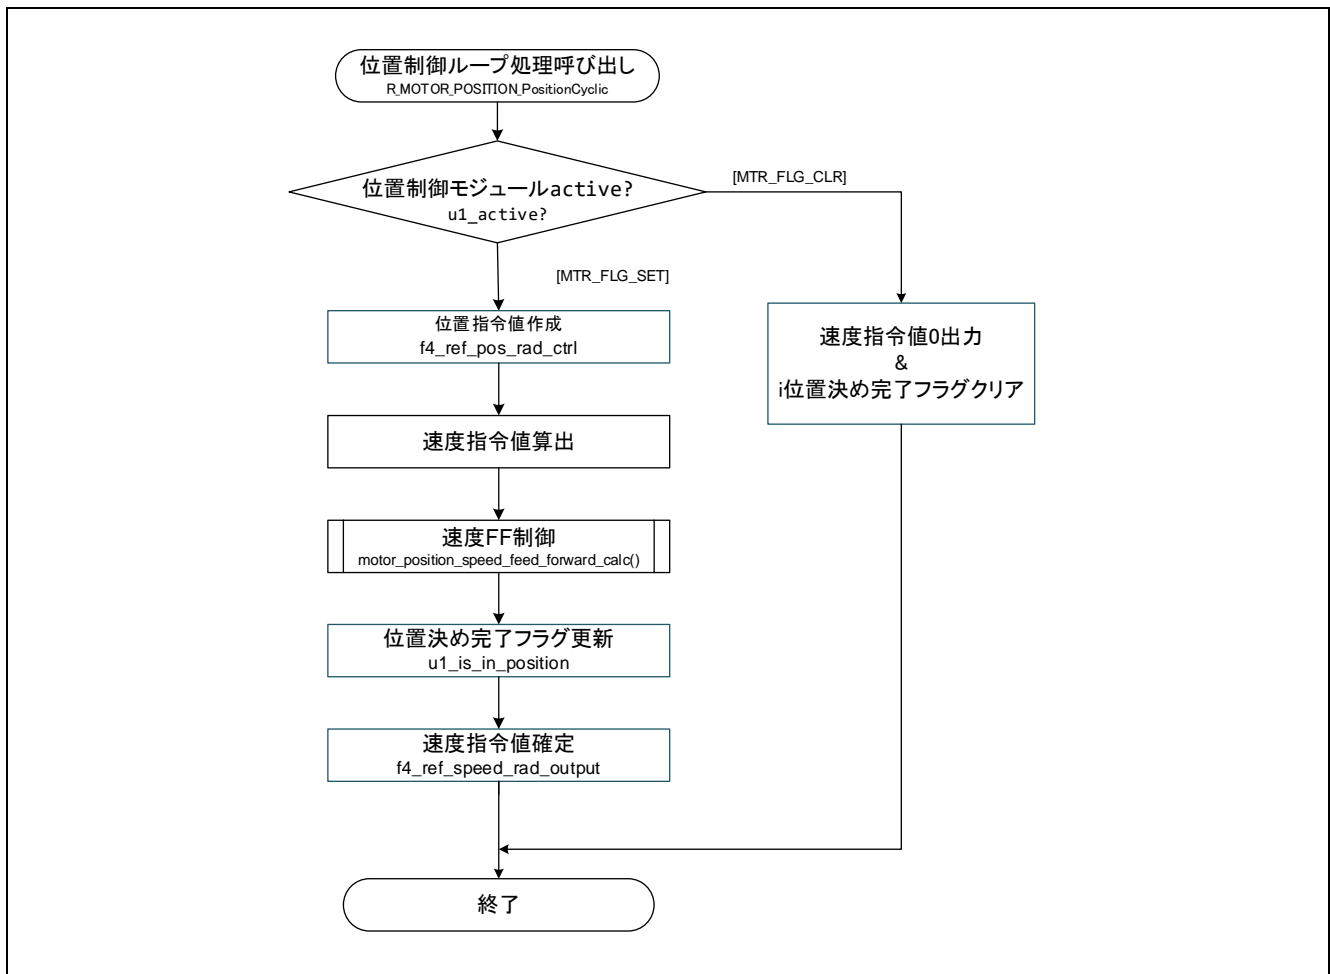 位置制御ループ処理呼び出し
R_MOTOR_POSITION_PositionCyclic
位置制御モジュールactive?
u1_active?
[MTR_FLG_CLR]
[MTR_FLG_SET]
位置指令値作成
f4_ref_pos_rad_ctrl
速度指令値0出力
&
i位置決め完了フラグクリア
速度指令値算出
速度FF制御
motor_position_speed_feed_forward_calc()
位置決め完了フラグ更新
u1_is_in_position
速度指令値確定
f4_ref_speed_rad_output
終了